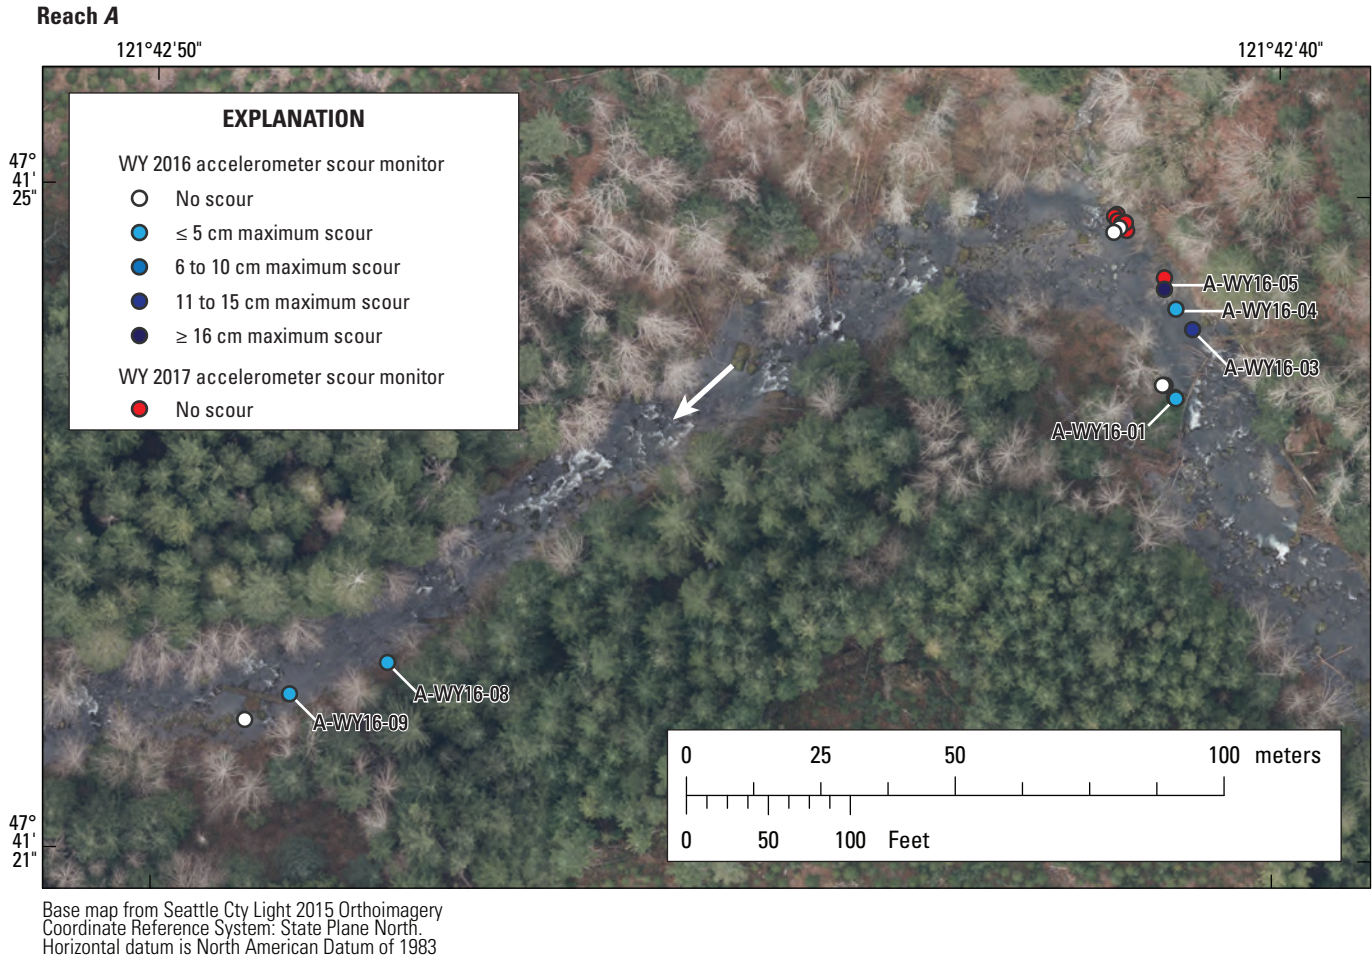 Reach A
121°42'50"
121°42'40"
47°
41'
25"
EXPLANATION
WY 2016 accelerometer scour monitor
No scour
≤ 5 cm maximum scour
6 to 10 cm maximum scour
11 to 15 cm maximum scour
≥ 16 cm maximum scour
WY 2017 accelerometer scour monitor
No scour
A-WY16-05
A-WY16-04
A-WY16-03
A-WY16-01
A-WY16-08
A-WY16-09
0 25 50 100 meters
0 50 100 Feet
47°
41'
21"
Base map from Seattle Cty Light 2015 Orthoimagery
Coordinate Reference System: State Plane North.
Horizontal datum is North American Datum of 1983